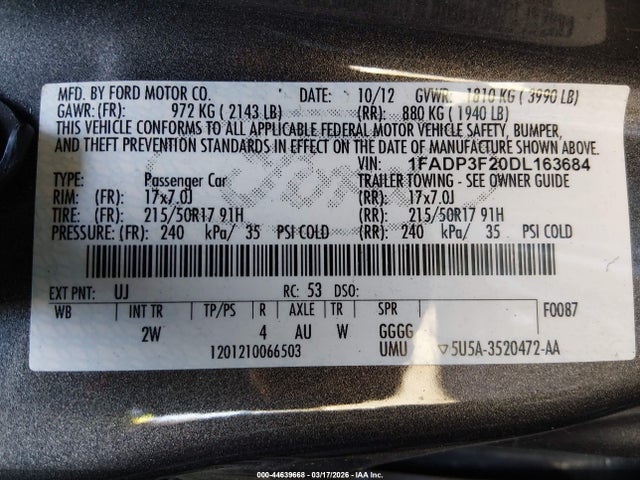 MFD. BY FORD MOTOR CO. DATE: 10/12 GVWR: 1810 KG ( 3990 LB)
GAWR: (FR): 972 KG ( 2143 LB) (RR): 880 KG ( 1940 LB)
THIS VEHICLE CONFORMS TO ALL APPLICABLE FEDERAL MOTOR VEHICLE SAFETY, BUMPER,
AND THEFT PREVENTION STANDARDS IN EFFECT ON THE DATE OF MANUFACTURE SHOWN ABOVE.
VIN: 1FADP3F20DL163684
TYPE: Passenger Car TRAILER TOWING - SEE OWNER GUIDE
RIM: (FR): 17x7.0J (RR): 17x7.0J
TIRE: (FR): 215/50R17 91H (RR): 215/50R17 91H
PRESSURE: (FR): 240 kPa/ 35 PSI COLD (RR): 240 kPa/ 35 PSI COLD
EXT PNT: UJ RC: 53 DSO:
WB INT TR TP/PS R AXLE TR SPR F0087
2W 4 AU W GGGG
1201210066503 UMU ▽5U5A-3520472-AA
000-44639668 - 03/17/2026 - IAA Inc.